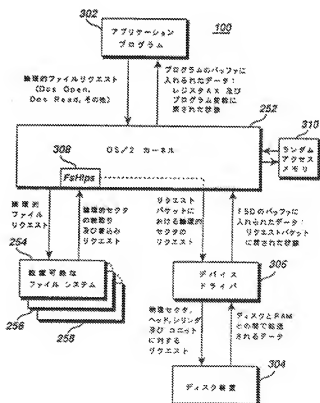 302
アプリケーション
プログラム
100
論理的ファイルリクエスト
(Dos Open,
Dos Read, その他)
プログラムのバッファに
入れられたデータ:
レジスタAX 及び
プログラム変数に
戻された状態
252
OS/2 カーネル
308
FsHlps
310
ランダム
アクセス
メモリ
論理的
ファイル
リクエスト
論理的セクタ
の読取り
及び書込み
リクエスト
リクエスト
パケットに
おける論理的
セクタの
リクエスト
FSDのバッファに
入れられたデータ:
リクエストパケット
に戻された状態
254
設置可能な
ファイル システム
256
258
デバイス
ドライバ
306
物理セクタ,
ヘッド, シリンダ
及び ユニット
に対する
リクエスト
ディスクとRAM
との間で転送
されるデータ
304
ディスク装置